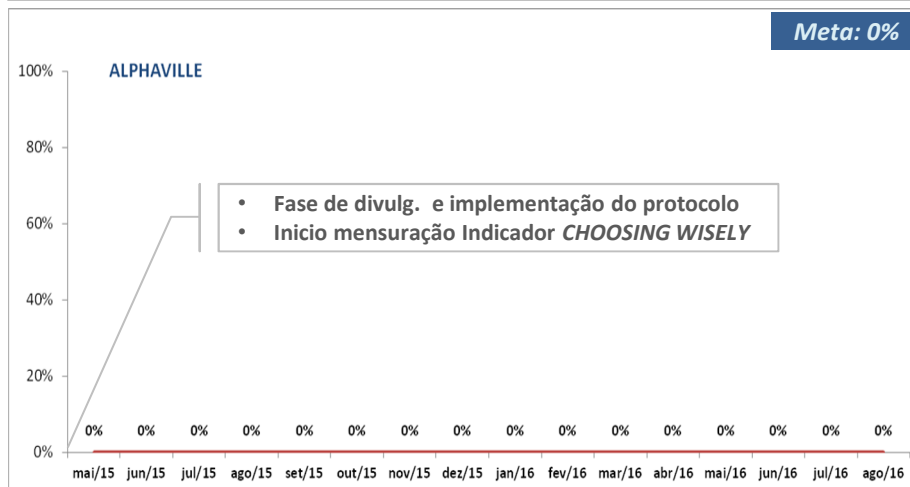 Meta: 0%
ALPHAVILLE
100%
80%
60%
40%
20%
0%
• Fase de divulg. e implementação do protocolo
• Inicio mensuração Indicador CHOOSING WISELY
0% 0% 0% 0% 0% 0% 0% 0% 0% 0% 0% 0% 0% 0% 0% 0%
mai/15 jun/15 jul/15 ago/15 set/15 out/15 nov/15 dez/15 jan/16 fev/16 mar/16 abr/16 mai/16 jun/16 jul/16 ago/16